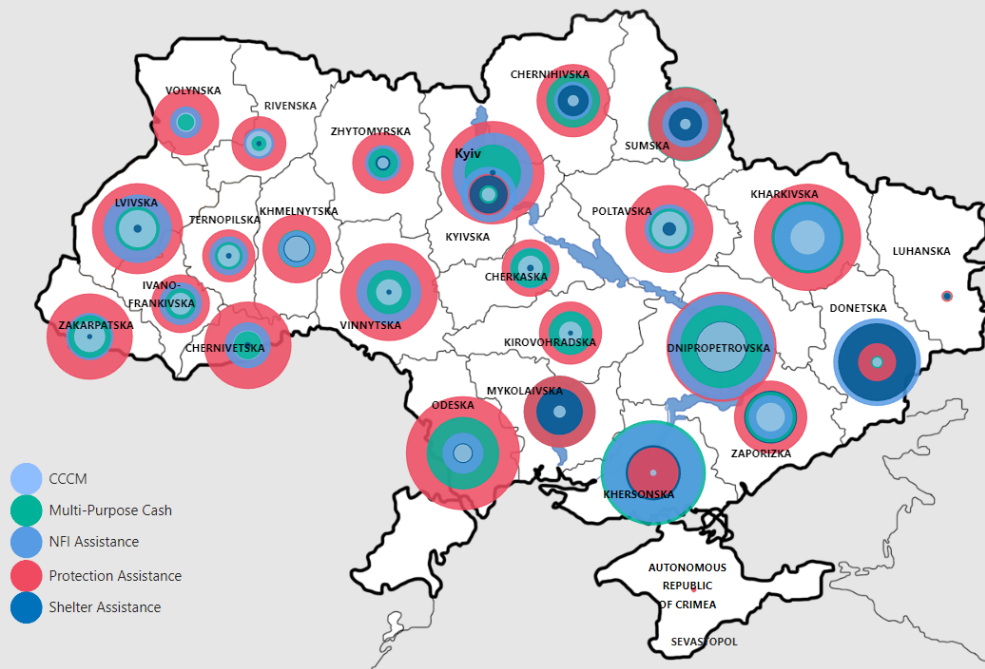 CHERNIHIVSKA
VOLYNSKA
RIVENSKA
ZHYTOMYRSKA
SUMSKA
Kyiv
KHARKIVSKA
LVIVSKA
TERNOPILSKA
KHMELNYTSKA
POLTAVSKA
KYIVSKA
LUHANSKA
CHERKASKA
IVANO-
FRANKIVSKA
DONETSKA
ZAKARPATSKA
VINNYTSKA
KIROVOHRADSKA
CHERNIVETSKA
DNIPROPETROVSKA
MYKOLAIVSKA
ODESKA
ZAPORIZKA
KHERSONSKA
CCCM
Multi-Purpose Cash
NFI Assistance
Protection Assistance
Shelter Assistance
AUTONOMOUS
REPUBLIC
OF CRIMEA
SEVASTOPOL